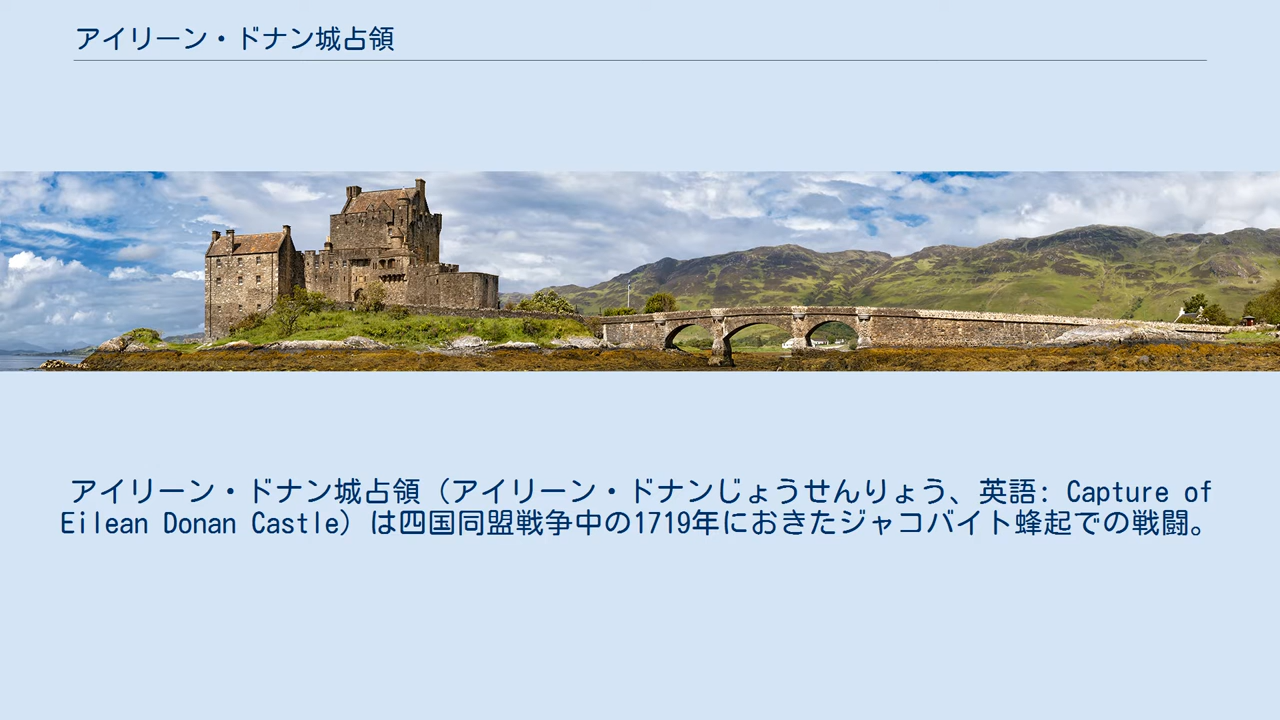 アイリーン・ドナン城占領
アイリーン・ドナン城占領（アイリーン・ドナンじょうせんりょう、英語: Capture of
Eilean Donan Castle）は四国同盟戦争中の1719年におきたジャコバイト蜂起での戦闘。